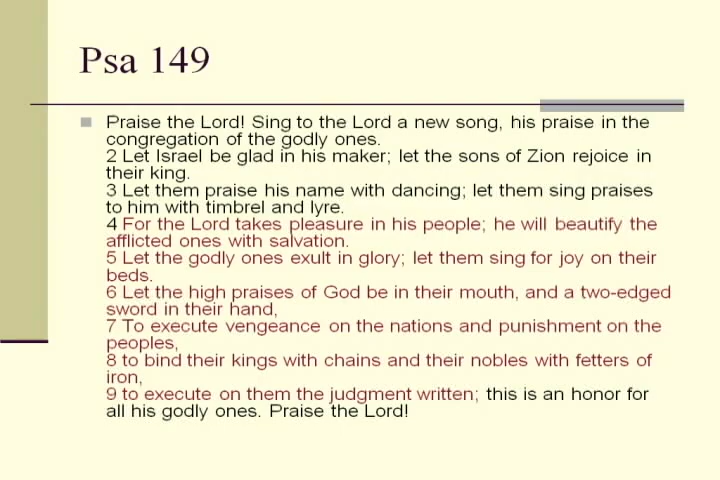 Psa 149
Praise the Lord! Sing to the Lord a new song, his praise in the
congregation of the godly ones.
2 Let Israel be glad in his maker; let the sons of Zion rejoice in
their king.
3 Let them praise his name with dancing; let them sing praises
to him with timbrel and lyre.
4 For the Lord takes pleasure in his people; he will beautify the
afflicted ones with salvation.
5 Let the godly ones exult in glory; let them sing for joy on their
beds.
6 Let the high praises of God be in their mouth, and a two-edged
sword in their hand,
7 To execute vengeance on the nations and punishment on the
peoples,
8 to bind their kings with chains and their nobles with fetters of
iron,
9 to execute on them the judgment written; this is an honor for
all his godly ones. Praise the Lord!